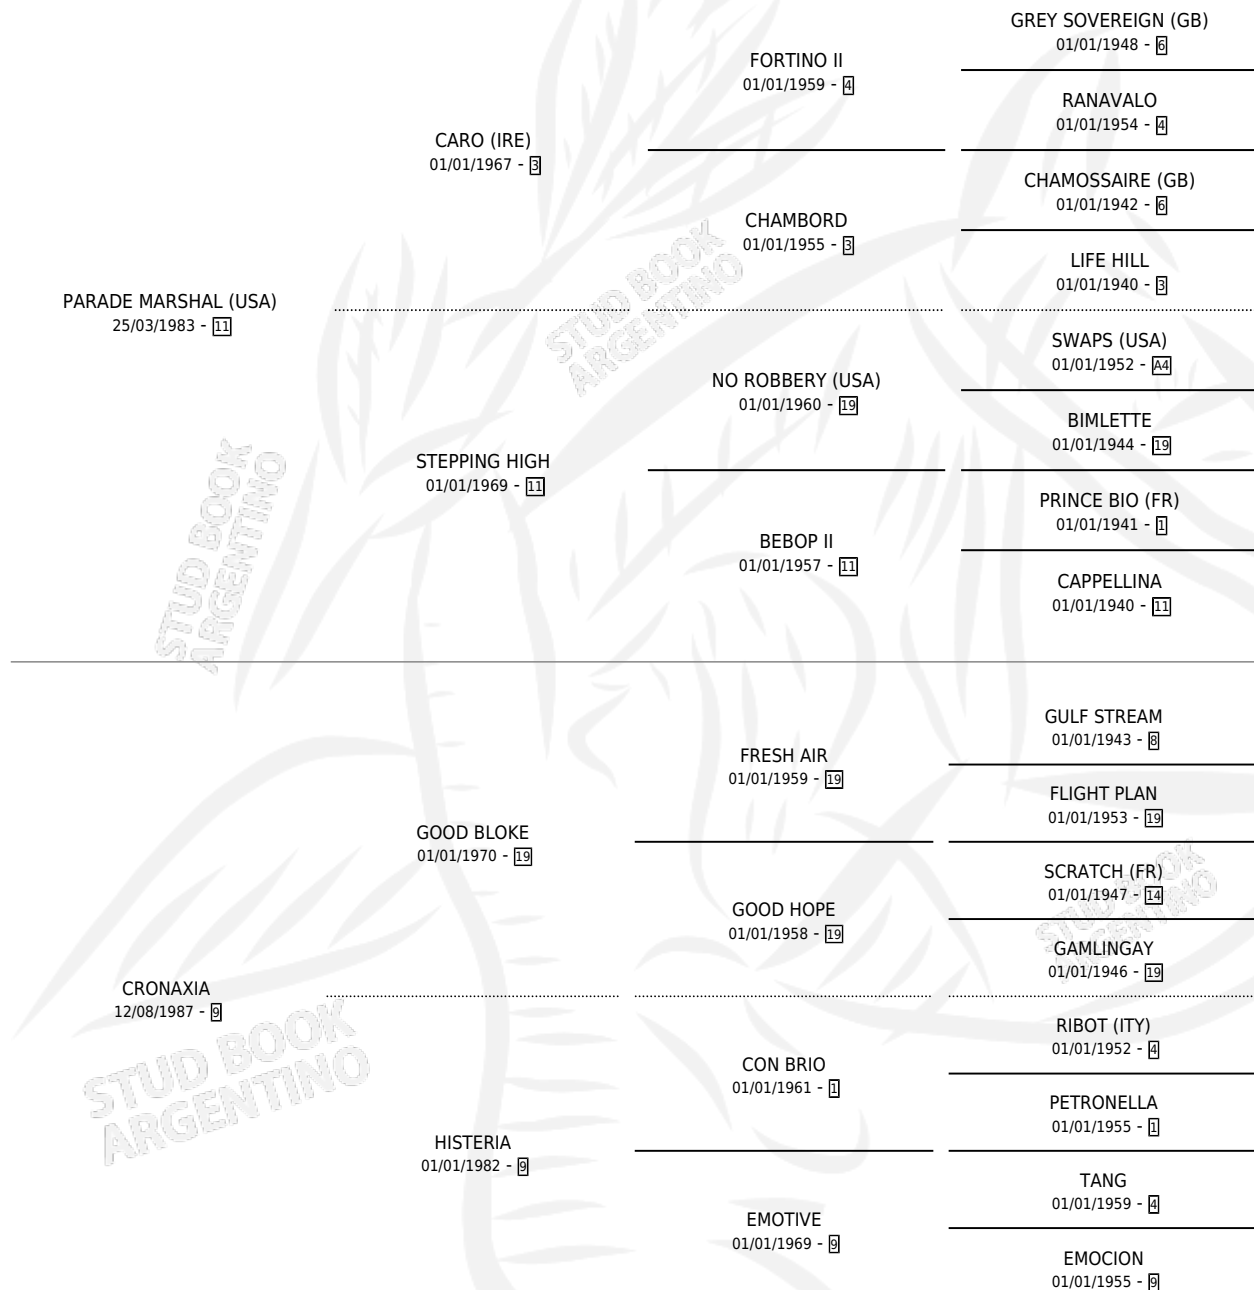 GREY SOVEREIGN (GB)
01/01/1948 - 6
FORTINO II
01/01/1959 - 4
RANAVALO
01/01/1954 - 4
CARO (IRE)
01/01/1967 - 3
CHAMOSSAIRE (GB)
01/01/1942 - 6
CHAMBORD
01/01/1955 - 3
LIFE HILL
01/01/1940 - 3
PARADE MARSHAL (USA)
25/03/1983 - 11
SWAPS (USA)
01/01/1952 - A4
NO ROBBERY (USA)
01/01/1960 - 19
BIMLETTE
01/01/1944 - 19
STEPPING HIGH
01/01/1969 - 11
PRINCE BIO (FR)
01/01/1941 - 1
BEBOP II
01/01/1957 - 11
CAPPELLINA
01/01/1940 - 11
GULF STREAM
01/01/1943 - 8
FRESH AIR
01/01/1959 - 19
FLIGHT PLAN
01/01/1953 - 19
GOOD BLOKE
01/01/1970 - 19
SCRATCH (FR)
01/01/1947 - 14
GOOD HOPE
01/01/1958 - 19
GAMLINGAY
01/01/1946 - 19
CRONAXIA
12/08/1987 - 9
RIBOT (ITY)
01/01/1952 - 4
CON BRIO
01/01/1961 - 1
PETRONELLA
01/01/1955 - 1
HISTERIA
01/01/1982 - 9
TANG
01/01/1959 - 4
EMOTIVE
01/01/1969 - 9
EMOCION
01/01/1955 - 9
STUD BOOK
ARGENTINO
STUD BOOK
ARGENTINO
STUD BOOK
ARGENTINO
STUD BOOK
ARGENTINO